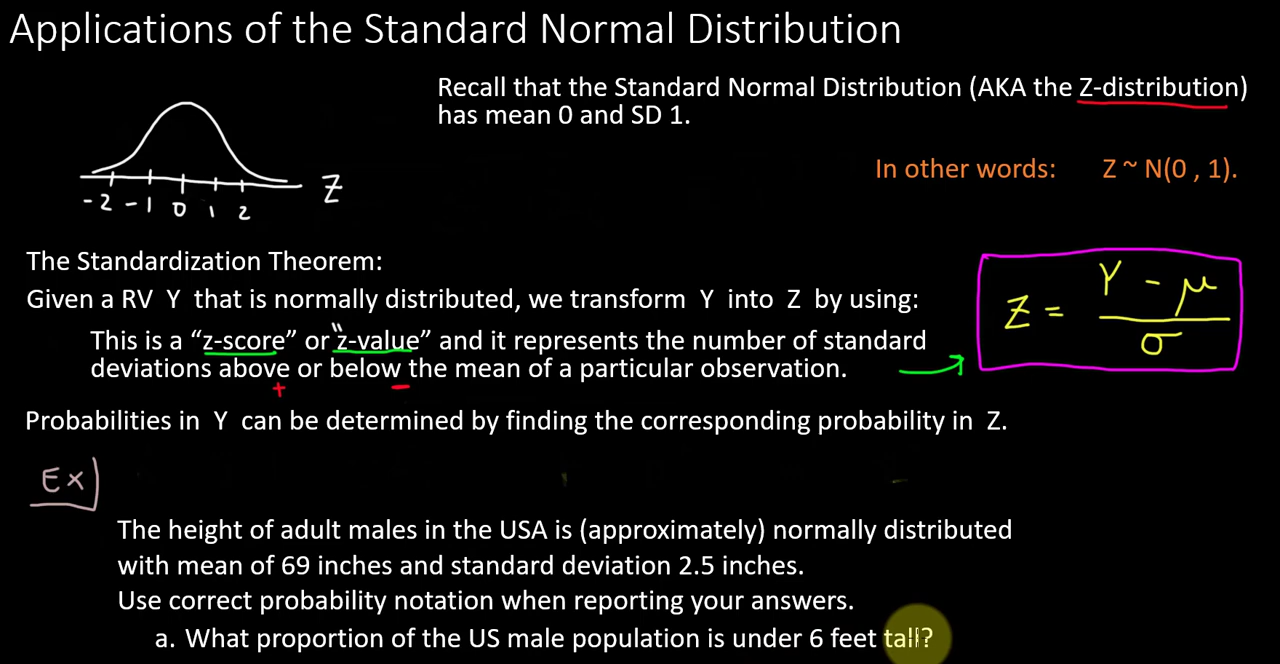 Applications of the Standard Normal Distribution
Recall that the Standard Normal Distribution (AKA the Z-distribution)
has mean 0 and SD 1.
In other words: Z ~ N(0 , 1).
-2 -1 0 1 2 Z
The Standardization Theorem:
Given a RV Y that is normally distributed, we transform Y into Z by using:
This is a “z-score” or “z-value” and it represents the number of standard
deviations above or below the mean of a particular observation.
+ −
Z = (Y - μ) / σ
Probabilities in Y can be determined by finding the corresponding probability in Z.
Ex)
The height of adult males in the USA is (approximately) normally distributed
with mean of 69 inches and standard deviation 2.5 inches.
Use correct probability notation when reporting your answers.
a. What proportion of the US male population is under 6 feet tall?